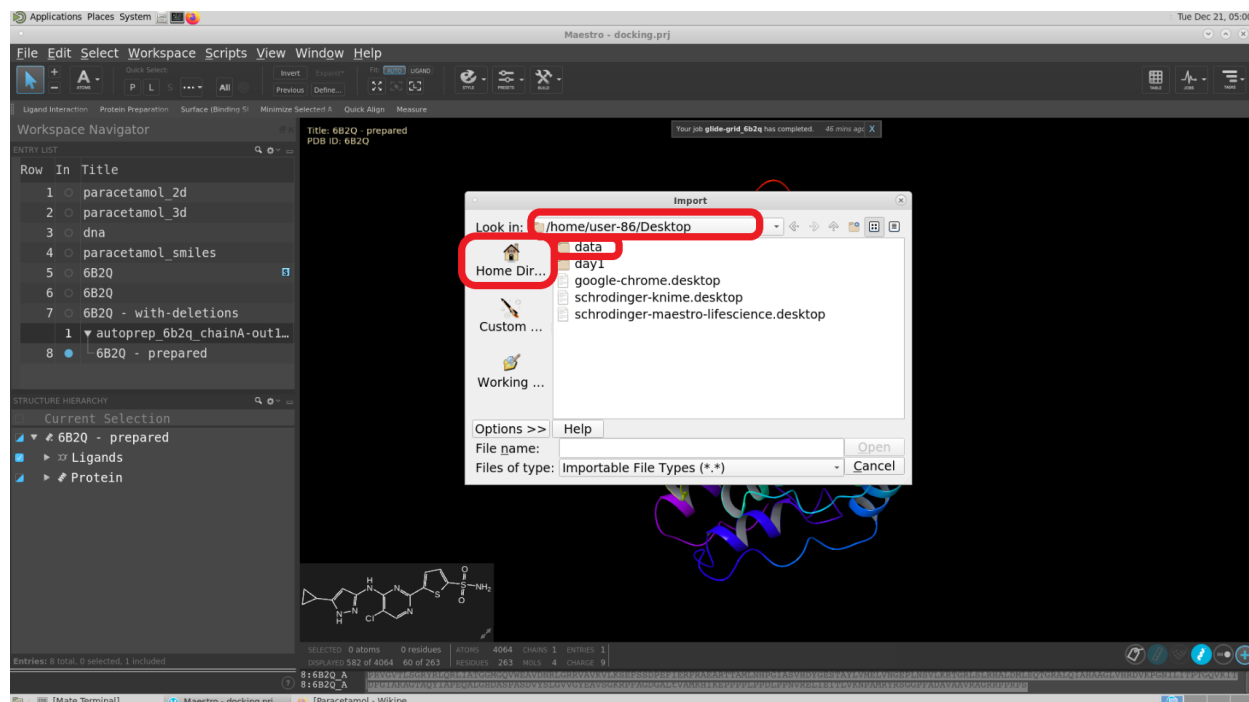 Applications Places System
Tue Dec 21, 05:00
Maestro - docking.prj
File Edit Select Workspace Scripts View Window Help
Quick Select:
Invert Expand
Fit: AUTO LIGAND
A
ATOMS
P L S All
Previous Define...
STYLE PRESETS BUILD
TABLE JOBS TASKS
Ligand Interaction Protein Preparation Surface (Binding Si Minimize Selected A Quick Align Measure
Workspace Navigator
Title: 6B2Q - prepared
Your job glide-grid_6b2q has completed. 46 mins ago X
PDB ID: 6B2Q
ENTRY LIST
Row In Title
1 paracetamol_2d
2 paracetamol_3d
3 dna
4 paracetamol_smiles
5 6B2Q S
6 6B2Q
7 6B2Q - with-deletions
1 ▼ autoprep_6b2q_chainA-out1…
8 6B2Q - prepared
Import
Look in: /home/user-86/Desktop
Home Dir...
Custom ...
Working ...
data
day1
google-chrome.desktop
schrodinger-knime.desktop
schrodinger-maestro-lifescience.desktop
Options >> Help
File name: Open
Files of type: Importable File Types (*.*) Cancel
STRUCTURE HIERARCHY
Current Selection
6B2Q - prepared
Ligands
Protein
H
N
N
N
H
Cl
N
S
O
S
O
NH2
SELECTED 0 atoms 0 residues ATOMS 4064 CHAINS 1 ENTRIES 1
DISPLAYED 582 of 4064 60 of 263 RESIDUES 263 MOLS 4 CHARGE 9
Entries: 8 total, 0 selected, 1 included
8:6B2Q_A
8:6B2Q_A
[Mate Terminal] Maestro - docking.prj [Paracetamol - Wikipe